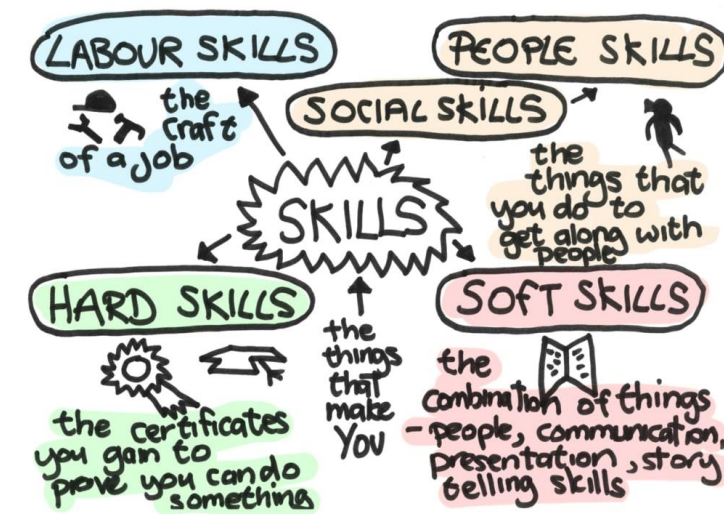 LABOUR SKILLS
the
craft
of a job
PEOPLE SKILLS
SOCIAL SKILLS
the
things that
you do to
get along with
people
SKILLS
HARD SKILLS
the certificates
you gain to
prove you can do
something
the
things
that
make
You
SOFT SKILLS
the
combination of things
- people, communication,
presentation, story
telling skills